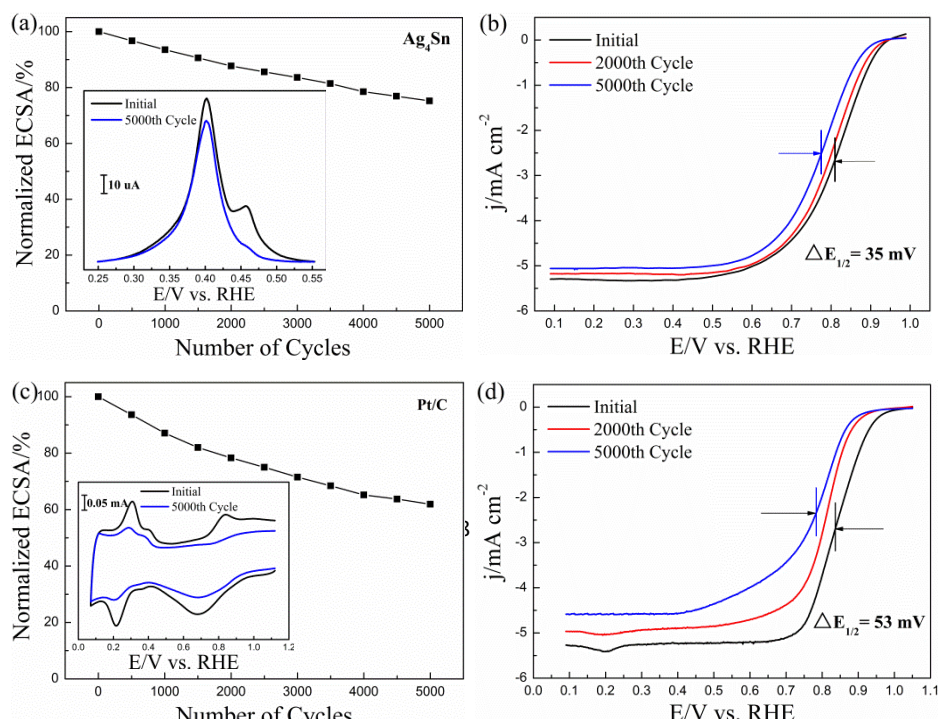 (a)
Ag4Sn
Normalized ECSA/%
100
80
60
40
20
0
Initial
5000th Cycle
10 uA
0.25 0.30 0.35 0.40 0.45 0.50 0.55
E/V vs. RHE
0 1000 2000 3000 4000 5000
Number of Cycles
(b)
Initial
2000th Cycle
5000th Cycle
j/mA cm-2
0
-1
-2
-3
-4
-5
-6
△E1/2= 35 mV
0.1 0.2 0.3 0.4 0.5 0.6 0.7 0.8 0.9 1.0
E/V vs. RHE
(c)
Pt/C
Normalized ECSA/%
100
80
60
40
20
0.05 mA
Initial
5000th Cycle
0.0 0.2 0.4 0.6 0.8 1.0 1.2
E/V vs. RHE
0 1000 2000 3000 4000 5000
Number of Cycles
(d)
Initial
2000th Cycle
5000th Cycle
j/mA cm-2
0
-1
-2
-3
-4
-5
-6
△E1/2= 53 mV
0.0 0.1 0.2 0.3 0.4 0.5 0.6 0.7 0.8 0.9 1.0 1.1
E/V vs. RHE